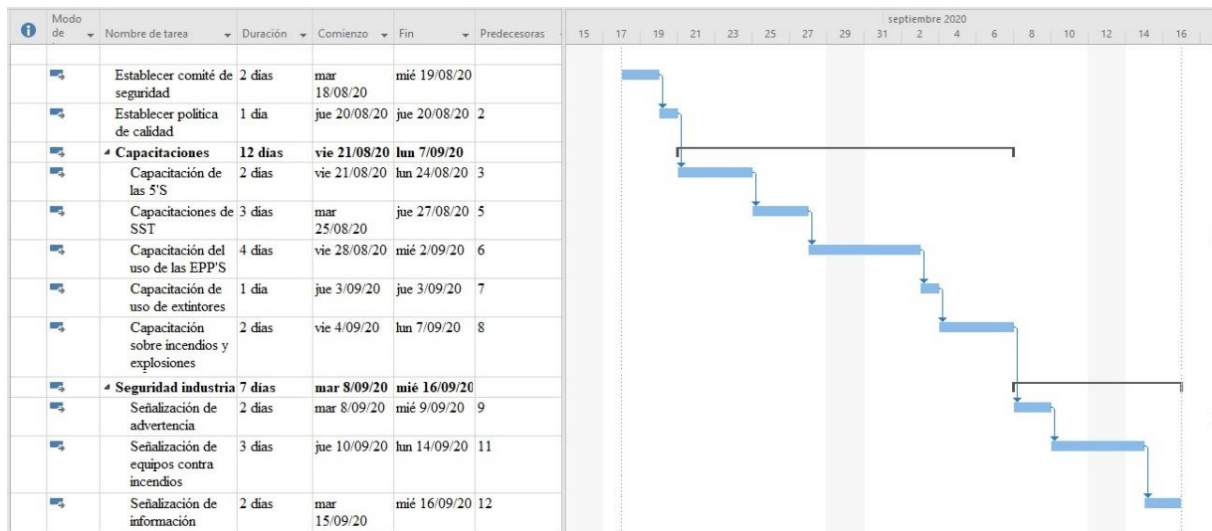 septiembre 2020
Modo
de Nombre de tarea Duración Comienzo Fin Predecesoras 15 17 19 21 23 25 27 29 31 2 4 6 8 10 12 14 16
Establecer comité de 2 días mar mié 19/08/20
seguridad 18/08/20
Establecer política 1 día jue 20/08/20 jue 20/08/20 2
de calidad
Capacitaciones 12 días vie 21/08/20 lun 7/09/20
Capacitación de 2 días vie 21/08/20 lun 24/08/20 3
las 5'S
Capacitaciones de 3 días mar jue 27/08/20 5
SST 25/08/20
Capacitación del 4 días vie 28/08/20 mié 2/09/20 6
uso de las EPP'S
Capacitación de 1 día jue 3/09/20 jue 3/09/20 7
uso de extintores
Capacitación 2 días vie 4/09/20 lun 7/09/20 8
sobre incendios y
explosiones
Seguridad industria 7 días mar 8/09/20 mié 16/09/20
Señalización de 2 días mar 8/09/20 mié 9/09/20 9
advertencia
Señalización de 3 días jue 10/09/20 lun 14/09/20 11
equipos contra
incendios
Señalización de 2 días mar mié 16/09/20 12
información 15/09/20